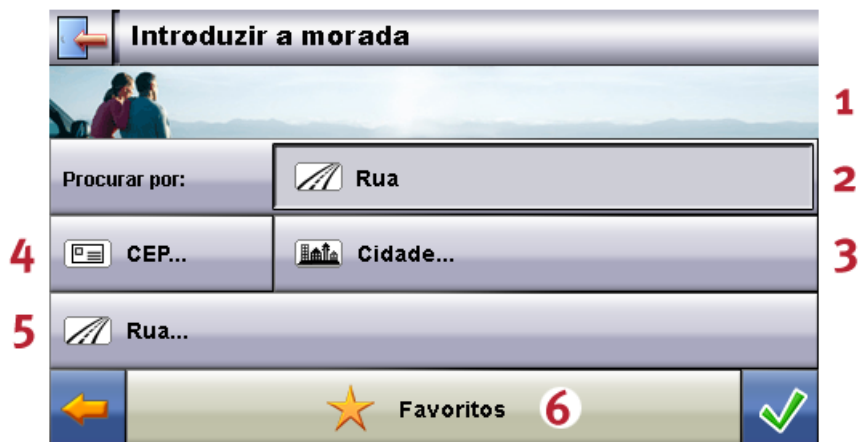 Introduzir a morada
1
Procurar por: Rua 2
4 CEP... Cidade... 3
5 Rua...
Favoritos 6